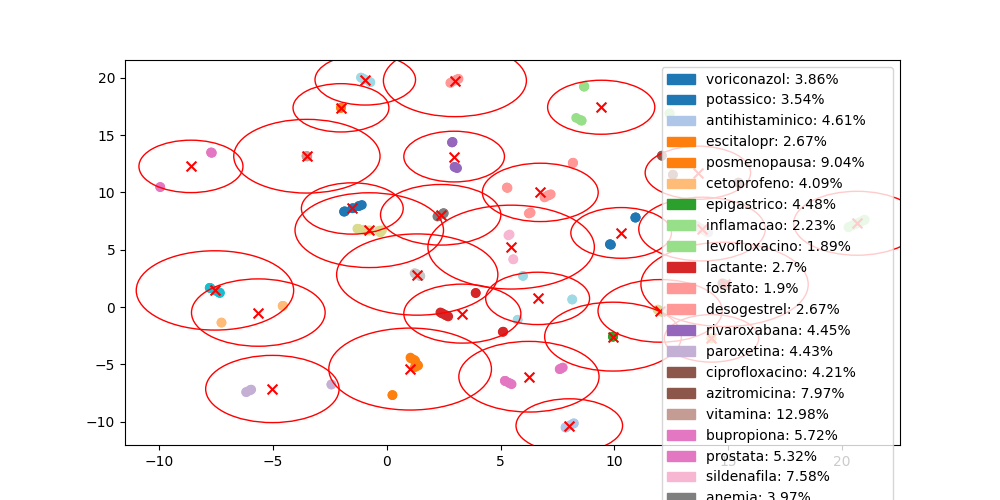 20
15
10
5
0
−5
−10
−10
−5
0
5
10
15
20
voriconazol: 3.86%
potassico: 3.54%
antihistaminico: 4.61%
escitalopr: 2.67%
posmenopausa: 9.04%
cetoprofeno: 4.09%
epigastrico: 4.48%
inflamacao: 2.23%
levofloxacino: 1.89%
lactante: 2.7%
fosfato: 1.9%
desogestrel: 2.67%
rivaroxabana: 4.45%
paroxetina: 4.43%
ciprofloxacino: 4.21%
azitromicina: 7.97%
vitamina: 12.98%
bupropiona: 5.72%
prostata: 5.32%
sildenafila: 7.58%
anemia: 3.97%